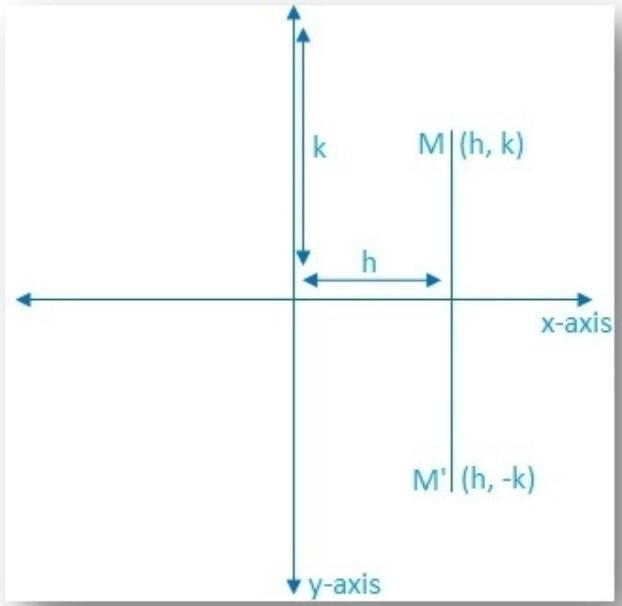 k
M (h, k)
h
x-axis
M' (h, -k)
y-axis